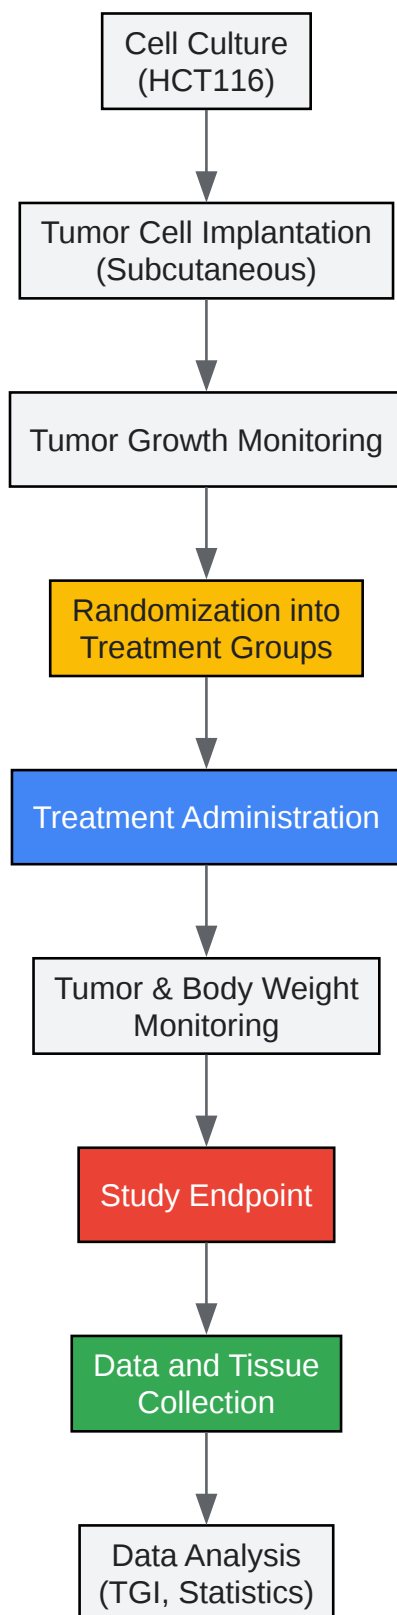 Cell Culture
(HCT116)
Tumor Cell Implantation
(Subcutaneous)
Tumor Growth Monitoring
Randomization into
Treatment Groups
Treatment Administration
Tumor & Body Weight
Monitoring
Study Endpoint
Data and Tissue
Collection
Data Analysis
(TGI, Statistics)